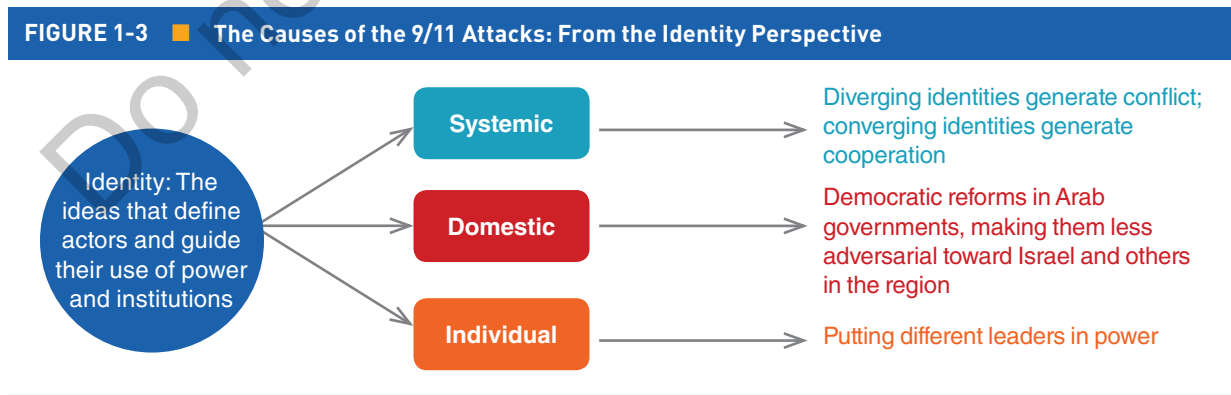 FIGURE 1-3 ■ The Causes of the 9/11 Attacks: From the Identity Perspective
Do no
Identity: The
ideas that define
actors and guide
their use of power
and institutions
Systemic
Diverging identities generate conflict;
converging identities generate
cooperation
Domestic
Democratic reforms in Arab
governments, making them less
adversarial toward Israel and others
in the region
Individual
Putting different leaders in power